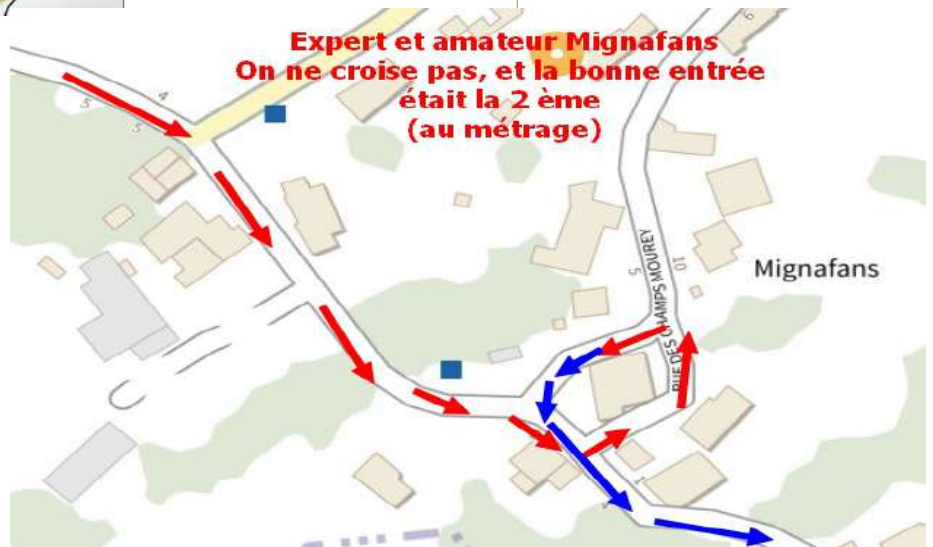 Expert et amateur Mignafans
On ne croise pas, et la bonne entrée
était la 2 ème
(au métrage)
4
5
5
6
Mignafans
RUE DES CHAMPS MOUREY
10
5
1